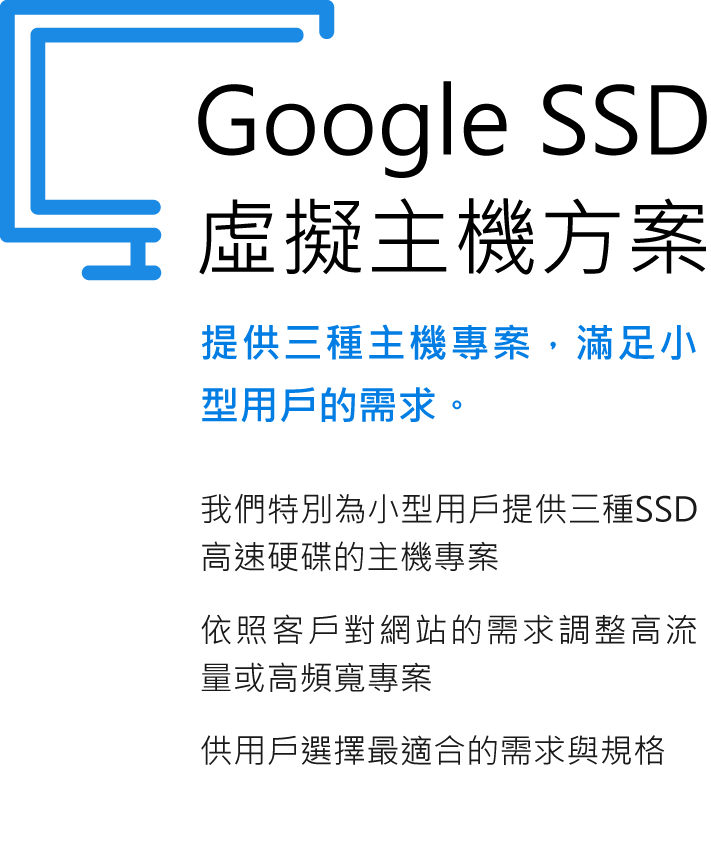 Google SSD
虛擬主機方案
提供三種主機專案，滿足小
型用戶的需求。
我們特別為小型用戶提供三種SSD
高速硬碟的主機專案
依照客戶對網站的需求調整高流
量或高頻寬專案
供用戶選擇最適合的需求與規格